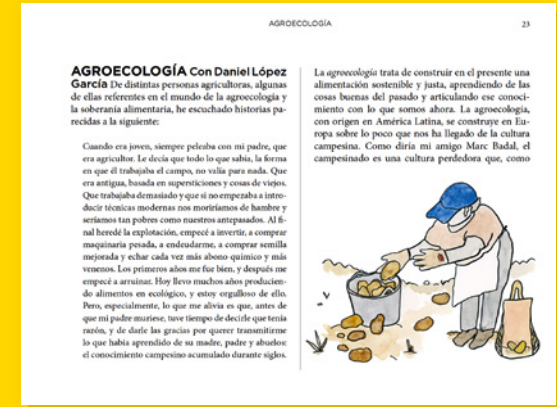 AGROECOLOGÍA
23
AGROECOLOGÍA Con Daniel López
García De distintas personas agricultoras, algunas
de ellas referentes en el mundo de la agroecología y
la soberanía alimentaria, he escuchado historias pa-
recidas a la siguiente:
Cuando era joven, siempre peleaba con mi padre, que
era agricultor. Le decía que todo lo que sabía, la forma
en que él trabajaba el campo, no valía para nada. Que
era antigua, basada en supersticiones y cosas de viejos.
Que trabajaba demasiado y que si no empezaba a intro-
ducir técnicas modernas nos moriríamos de hambre y
seríamos tan pobres como nuestros antepasados. Al fi-
nal heredé la explotación, empecé a invertir, a comprar
maquinaria pesada, a endeudarme, a comprar semilla
mejorada y echar cada vez más abono químico y más
venenos. Los primeros años me fue bien, y después me
empecé a arruinar. Hoy llevo muchos años producien-
do alimentos en ecológico, y estoy orgulloso de ello.
Pero, especialmente, lo que me alivia es que, antes de
que mi padre muriese, tuve tiempo de decirle que tenía
razón, y de darle las gracias por querer transmitirme
lo que había aprendido de su madre, padre y abuelos:
el conocimiento campesino acumulado durante siglos.
La agroecología trata de construir en el presente una
alimentación sostenible y justa, aprendiendo de las
cosas buenas del pasado y articulando ese conoci-
miento con lo que somos ahora. La agroecología,
con origen en América Latina, se construye en Eu-
ropa sobre lo poco que nos ha llegado de la cultura
campesina. Como diría mi amigo Marc Badal, el
campesinado es una cultura perdedora que, como